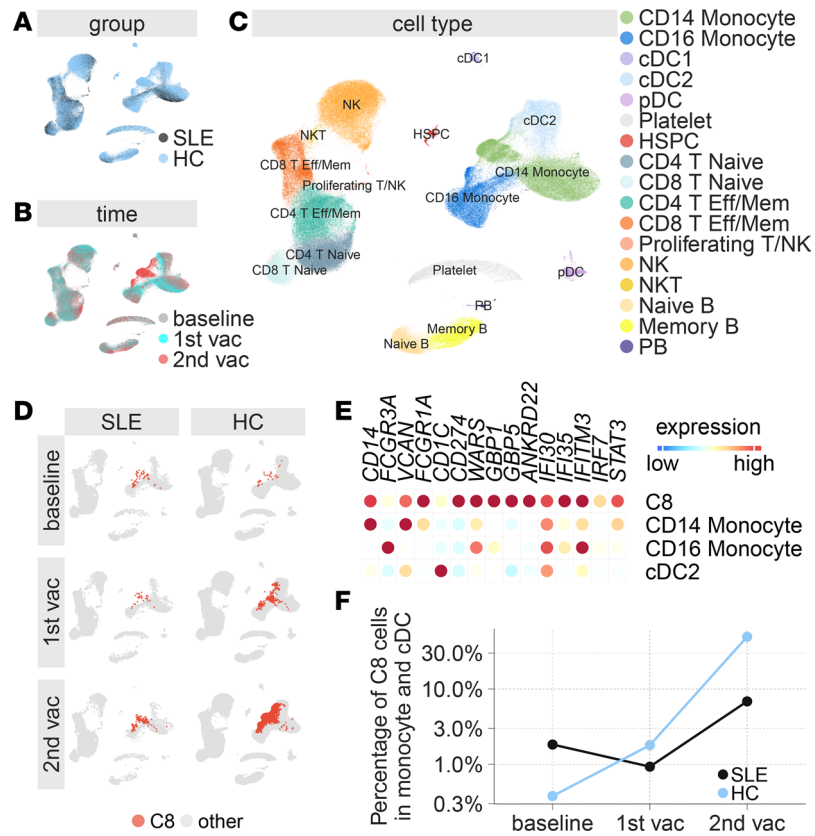 A
group
SLE
HC
B
time
baseline
1st vac
2nd vac
C
cell type
cDC1
NK
cDC2
NKT
HSPC
CD8 T Eff/Mem
CD14 Monocyte
Proliferating T/NK
CD16 Monocyte
CD4 T Eff/Mem
CD4 T Naive
CD8 T Naive
Platelet
pDC
PB
Memory B
Naive B
CD14 Monocyte
CD16 Monocyte
cDC1
cDC2
pDC
Platelet
HSPC
CD4 T Naive
CD8 T Naive
CD4 T Eff/Mem
CD8 T Eff/Mem
Proliferating T/NK
NK
NKT
Naive B
Memory B
PB
D
SLE HC
baseline
1st vac
2nd vac
C8 other
E
CD14
FCGR3A
VCAN
FCGR1A
CD1C
CD274
WARS
GBP1
GBP5
ANKRD22
IFI30
IFI35
IFITM3
IRF7
STAT3
expression
low high
C8
CD14 Monocyte
CD16 Monocyte
cDC2
F
Percentage of C8 cells
in monocyte and cDC
30.0%
10.0%
3.0%
1.0%
0.3%
SLE
HC
baseline 1st vac 2nd vac